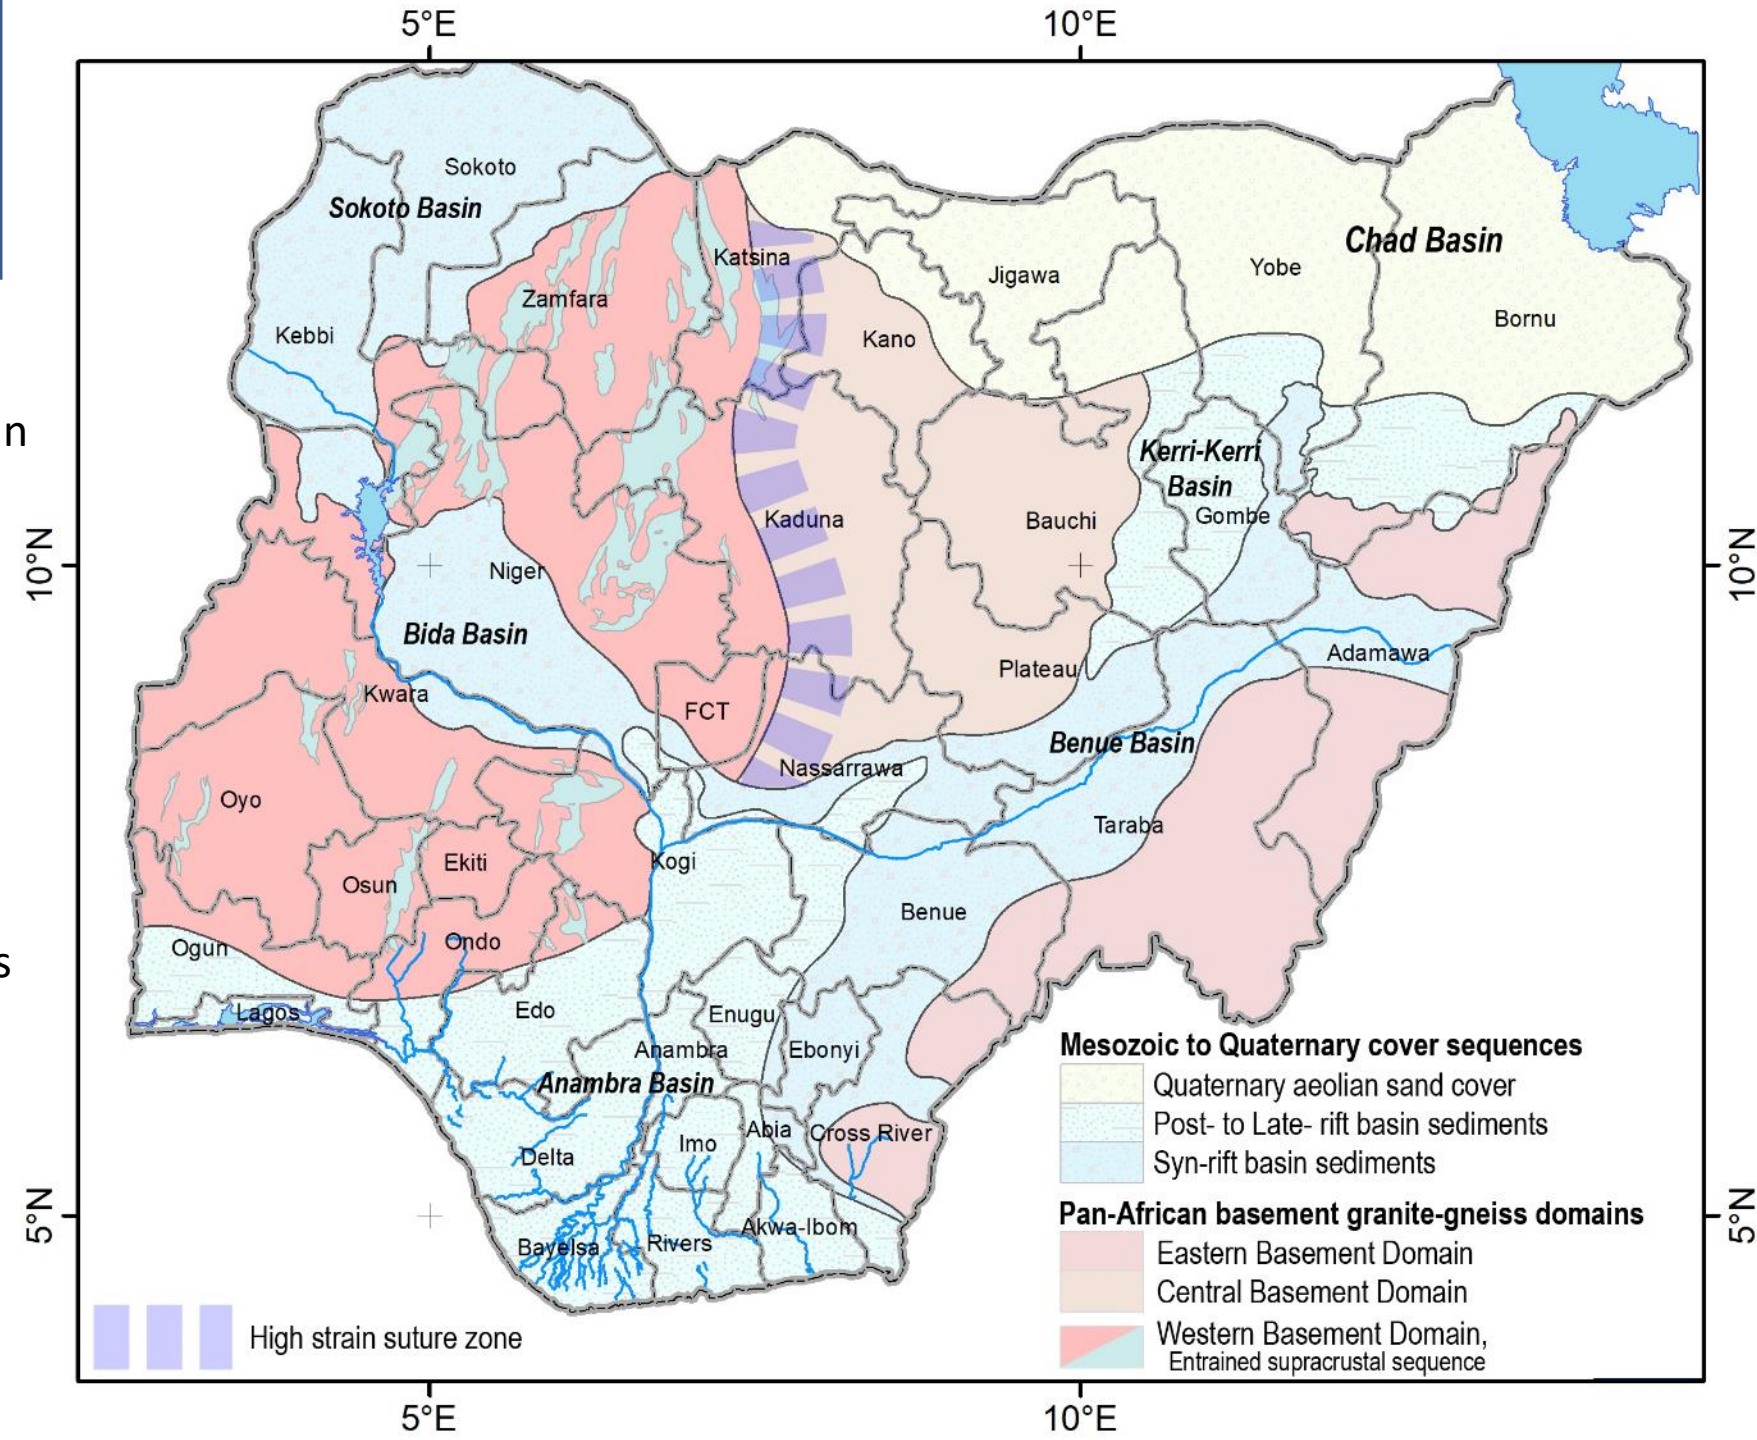 5°E
10°E
Sokoto
Sokoto Basin
Katsina
Chad Basin
Jigawa
Yobe
Zamfara
Bornu
Kebbi
Kano
n
Kerri-Kerri
Basin
Gombe
Kaduna
Bauchi
10°N
10°N
Niger
Bida Basin
Adamawa
Plateau
Kwara
FCT
Benue Basin
Nassarrawa
Oyo
Taraba
Kogi
Ekiti
Osun
Benue
Ondo
Ogun
s
Edo
Lagos
Enugu
Anambra
Ebonyi
Anambra Basin
Abia
Cross River
Imo
Delta
5°N
5°N
Akwa-Ibom
Rivers
Bayelsa
Mesozoic to Quaternary cover sequences
Quaternary aeolian sand cover
Post- to Late- rift basin sediments
Syn-rift basin sediments
Pan-African basement granite-gneiss domains
Eastern Basement Domain
Central Basement Domain
Western Basement Domain,
Entrained supracrustal sequence
High strain suture zone
5°E
10°E